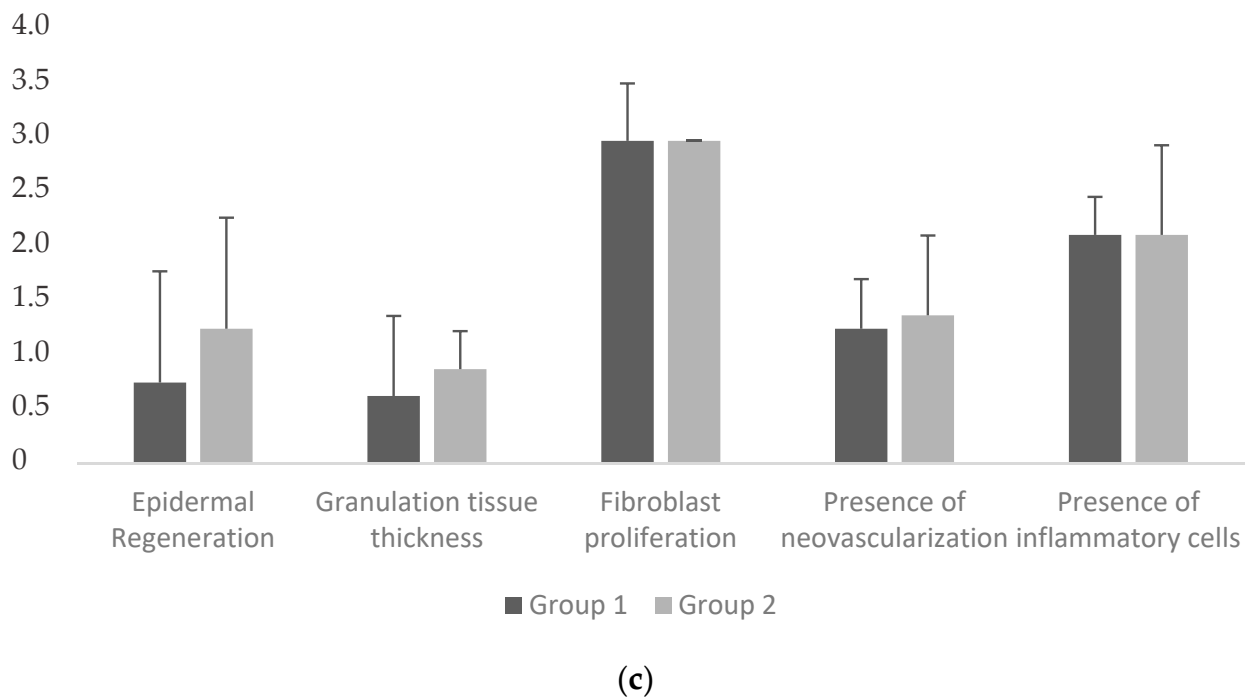 4.0
3.5
3.0
2.5
2.0
1.5
1.0
0.5
0
Epidermal
Regeneration
Granulation tissue
thickness
Fibroblast
proliferation
Presence of
neovascularization
Presence of
inflammatory cells
Group 1 Group 2
(c)